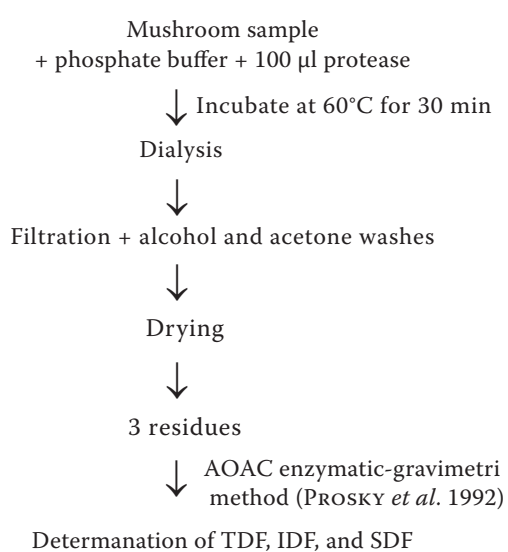 Mushroom sample
+ phosphate buffer + 100 µl protease
Incubate at 60°C for 30 min
Dialysis
Filtration + alcohol and acetone washes
Drying
3 residues
AOAC enzymatic-gravimetri
method (PROSKY et al. 1992)
Determanation of TDF, IDF, and SDF